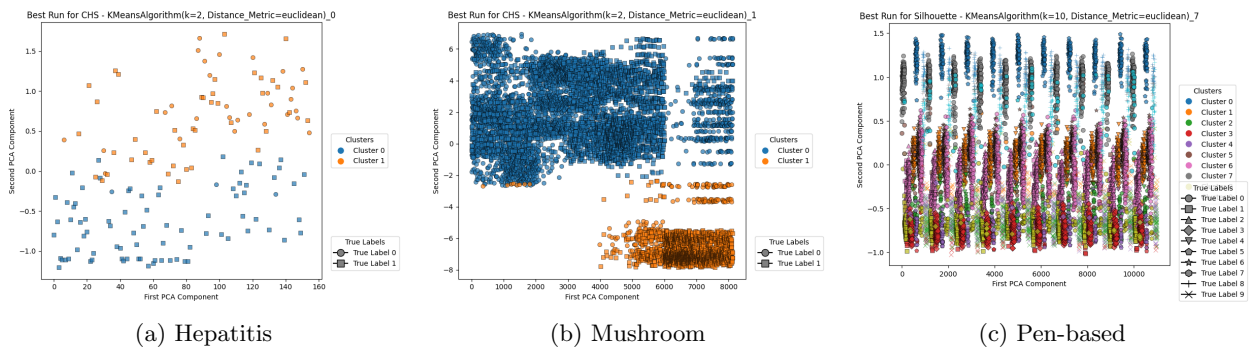 Best Run for CHS - KMeansAlgorithm(k=2, Distance_Metric=euclidean)_0
Second PCA Component
1.5
1.0
0.5
0.0
−0.5
−1.0
0
20
40
60
80
100
120
140
160
First PCA Component
Clusters
Cluster 0
Cluster 1
True Labels
True Label 0
True Label 1
(a) Hepatitis
Best Run for CHS - KMeansAlgorithm(k=2, Distance_Metric=euclidean)_1
Second PCA Component
6
4
2
0
−2
−4
−6
−8
0
1000
2000
3000
4000
5000
6000
7000
8000
First PCA Component
Clusters
Cluster 0
Cluster 1
True Labels
True Label 0
True Label 1
(b) Mushroom
Best Run for Silhouette - KMeansAlgorithm(k=10, Distance_Metric=euclidean)_7
Second PCA Component
1.5
1.0
0.5
0.0
−0.5
−1.0
0
2000
4000
6000
8000
10000
First PCA Component
Clusters
Cluster 0
Cluster 1
Cluster 2
Cluster 3
Cluster 4
Cluster 5
Cluster 6
Cluster 7
True Labels
True Label 0
True Label 1
True Label 2
True Label 3
True Label 4
True Label 5
True Label 6
True Label 7
True Label 8
True Label 9
(c) Pen-based